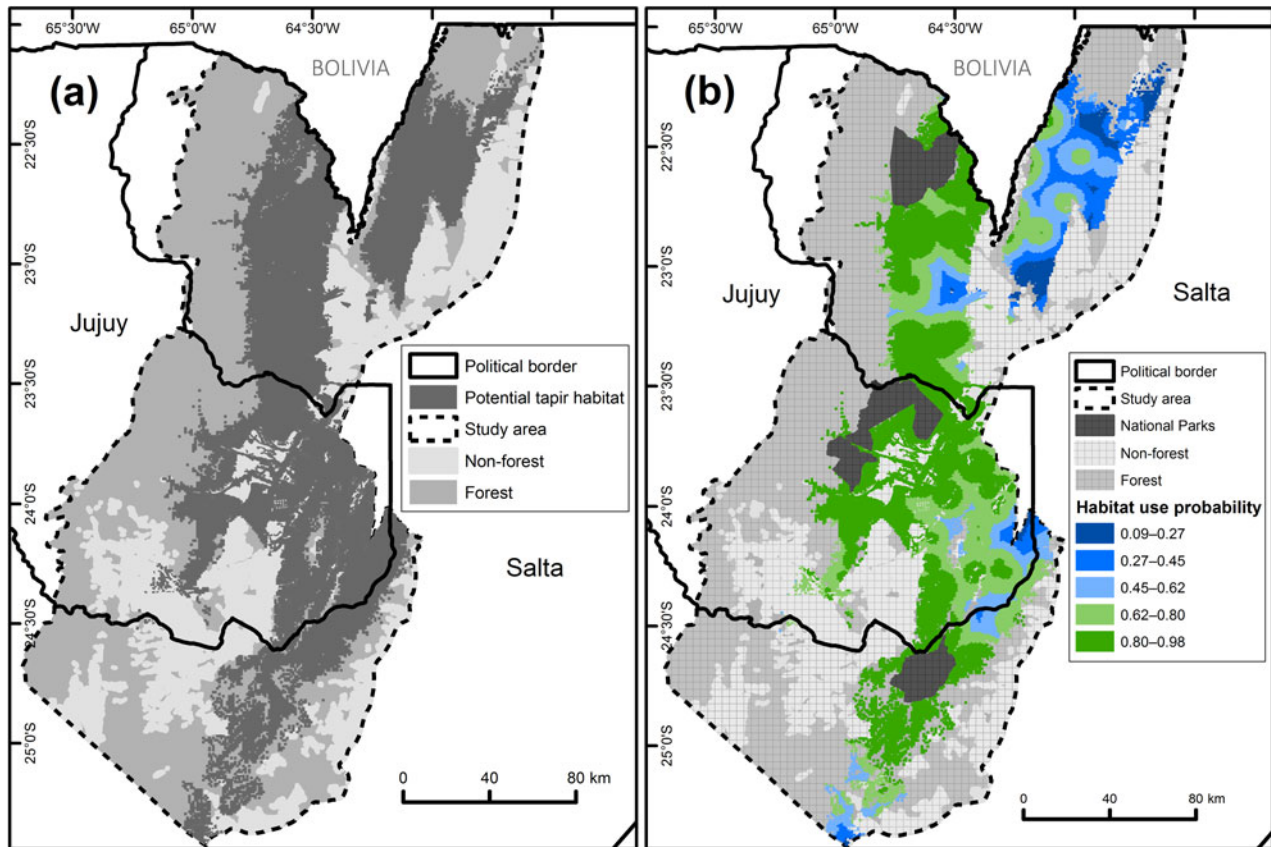 65°30'W 65°0'W 64°30'W
(a)
BOLIVIA
22°30'S
23°0'S
23°30'S
24°0'S
24°30'S
25°0'S
Jujuy
Salta
Political border
Potential tapir habitat
Study area
Non-forest
Forest
0 40 80 km
65°30'W 65°0'W 64°30'W
(b)
BOLIVIA
22°30'S
23°0'S
23°30'S
24°0'S
24°30'S
25°0'S
Jujuy
Salta
Political border
Study area
National Parks
Non-forest
Forest
Habitat use probability
0.09–0.27
0.27–0.45
0.45–0.62
0.62–0.80
0.80–0.98
0 40 80 km